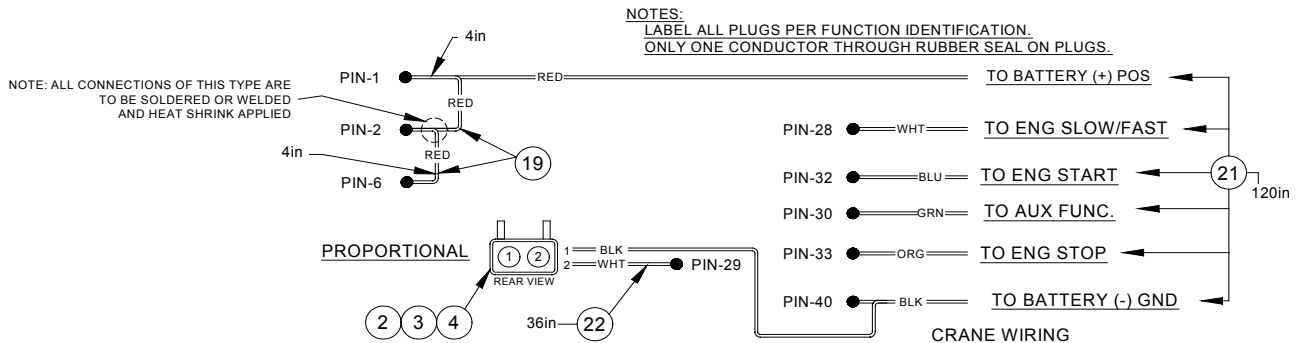 NOTES:
LABEL ALL PLUGS PER FUNCTION IDENTIFICATION.
ONLY ONE CONDUCTOR THROUGH RUBBER SEAL ON PLUGS.
4in
PIN-1
RED
TO BATTERY (+) POS
NOTE: ALL CONNECTIONS OF THIS TYPE ARE
TO BE SOLDERED OR WELDED
AND HEAT SHRINK APPLIED
RED
PIN-2
RED
4in
PIN-6
19
PIN-28
WHT
TO ENG SLOW/FAST
PIN-32
BLU
TO ENG START
21
120in
PIN-30
GRN
TO AUX FUNC.
PIN-33
ORG
TO ENG STOP
PIN-40
BLK
TO BATTERY (-) GND
PROPORTIONAL
1
2
REAR VIEW
1
BLK
2
WHT
PIN-29
2
3
4
36in
22
CRANE WIRING